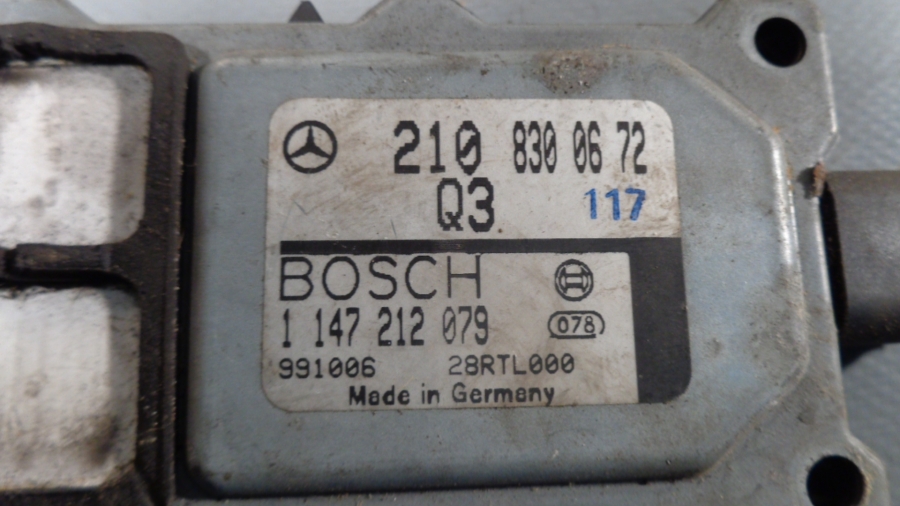 210 830 06 72
Q3 117
BOSCH
1 147 212 079 078
991006 28RTL000
Made in Germany